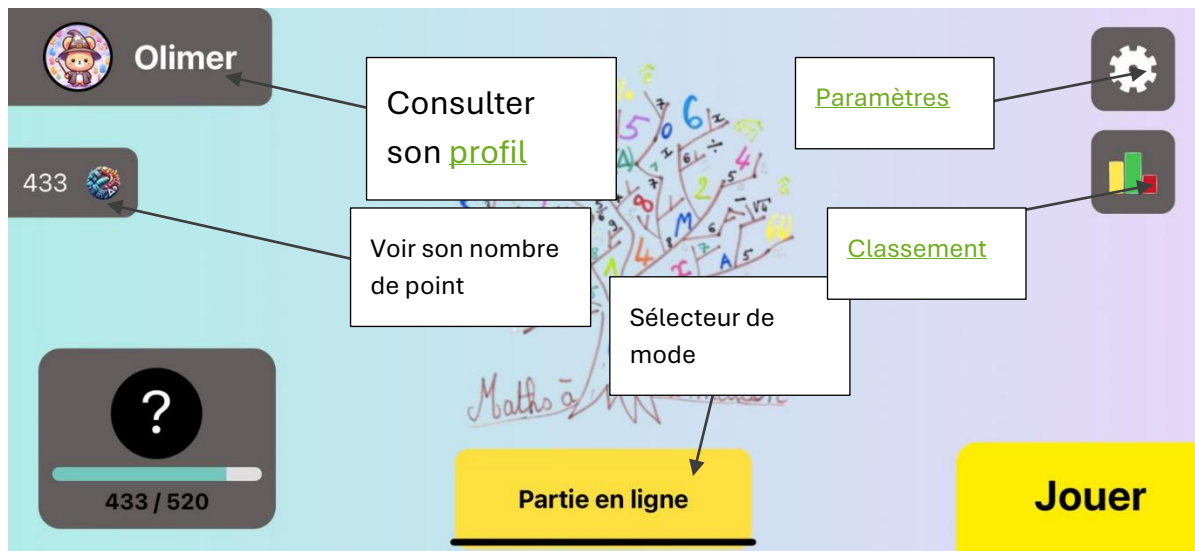 Olimer
Consulter
son profil
Paramètres
433
Voir son nombre
de point
Classement
Sélecteur de
mode
Maths à
?
433 / 520
Partie en ligne
Jouer